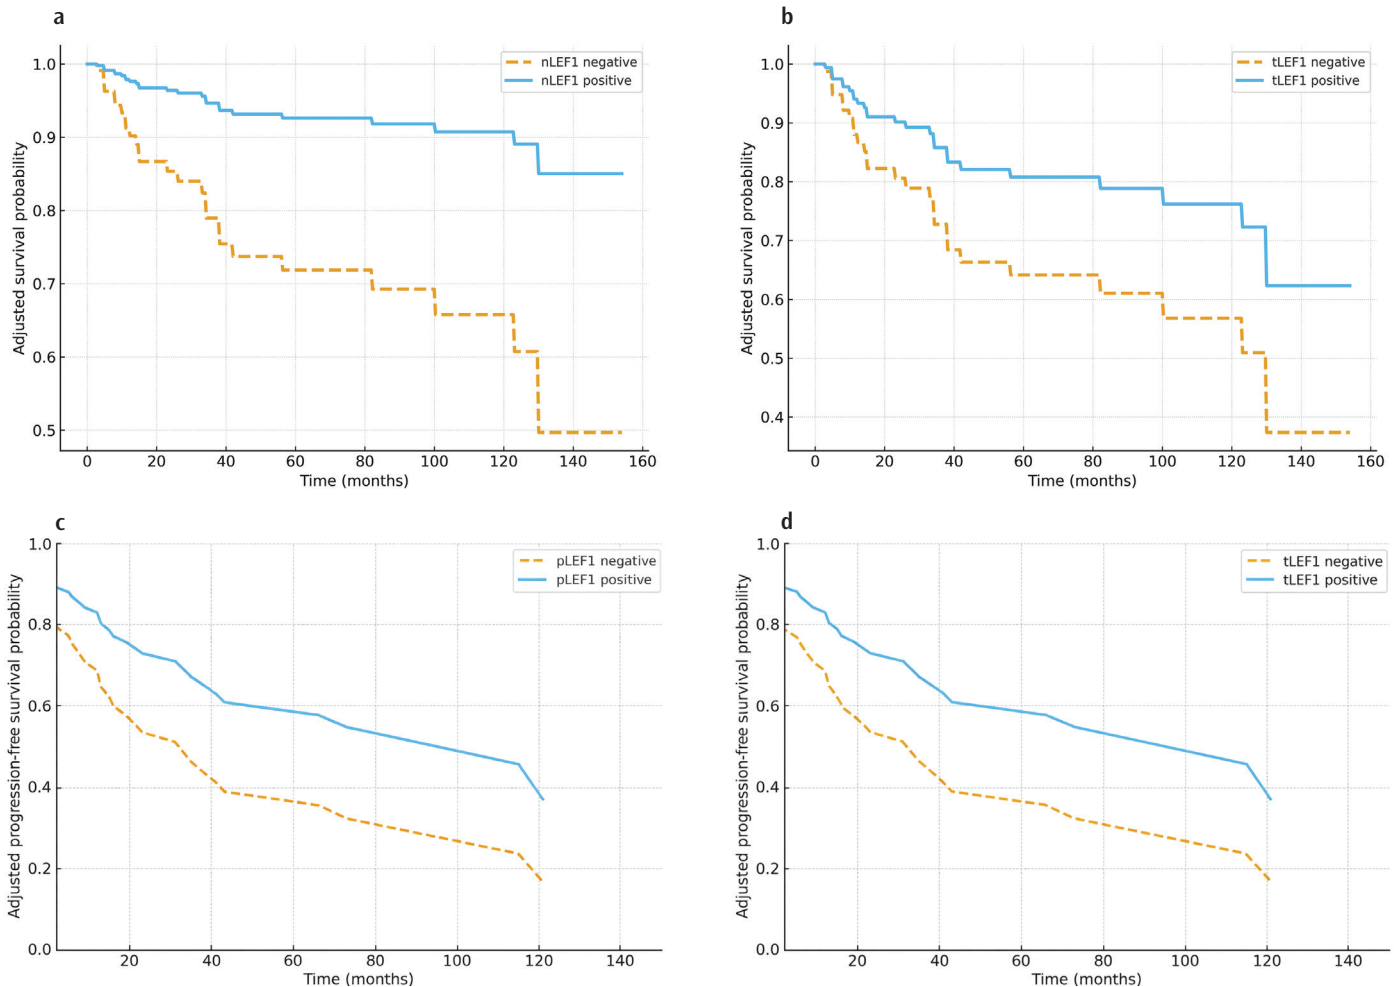 a
nLEF1 negative
nLEF1 positive
1.0
0.9
0.8
0.7
0.6
0.5
Adjusted survival probability
0 20 40 60 80 100 120 140 160
Time (months)
b
tLEF1 negative
tLEF1 positive
1.0
0.9
0.8
0.7
0.6
0.5
0.4
Adjusted survival probability
0 20 40 60 80 100 120 140 160
Time (months)
c
pLEF1 negative
pLEF1 positive
1.0
0.8
0.6
0.4
0.2
0.0
Adjusted progression-free survival probability
20 40 60 80 100 120 140
Time (months)
d
tLEF1 negative
tLEF1 positive
1.0
0.8
0.6
0.4
0.2
0.0
Adjusted progression-free survival probability
20 40 60 80 100 120 140
Time (months)